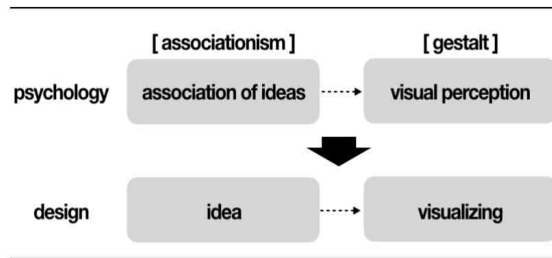 [ associationism ] [ gestalt ]
psychology association of ideas visual perception
design idea visualizing